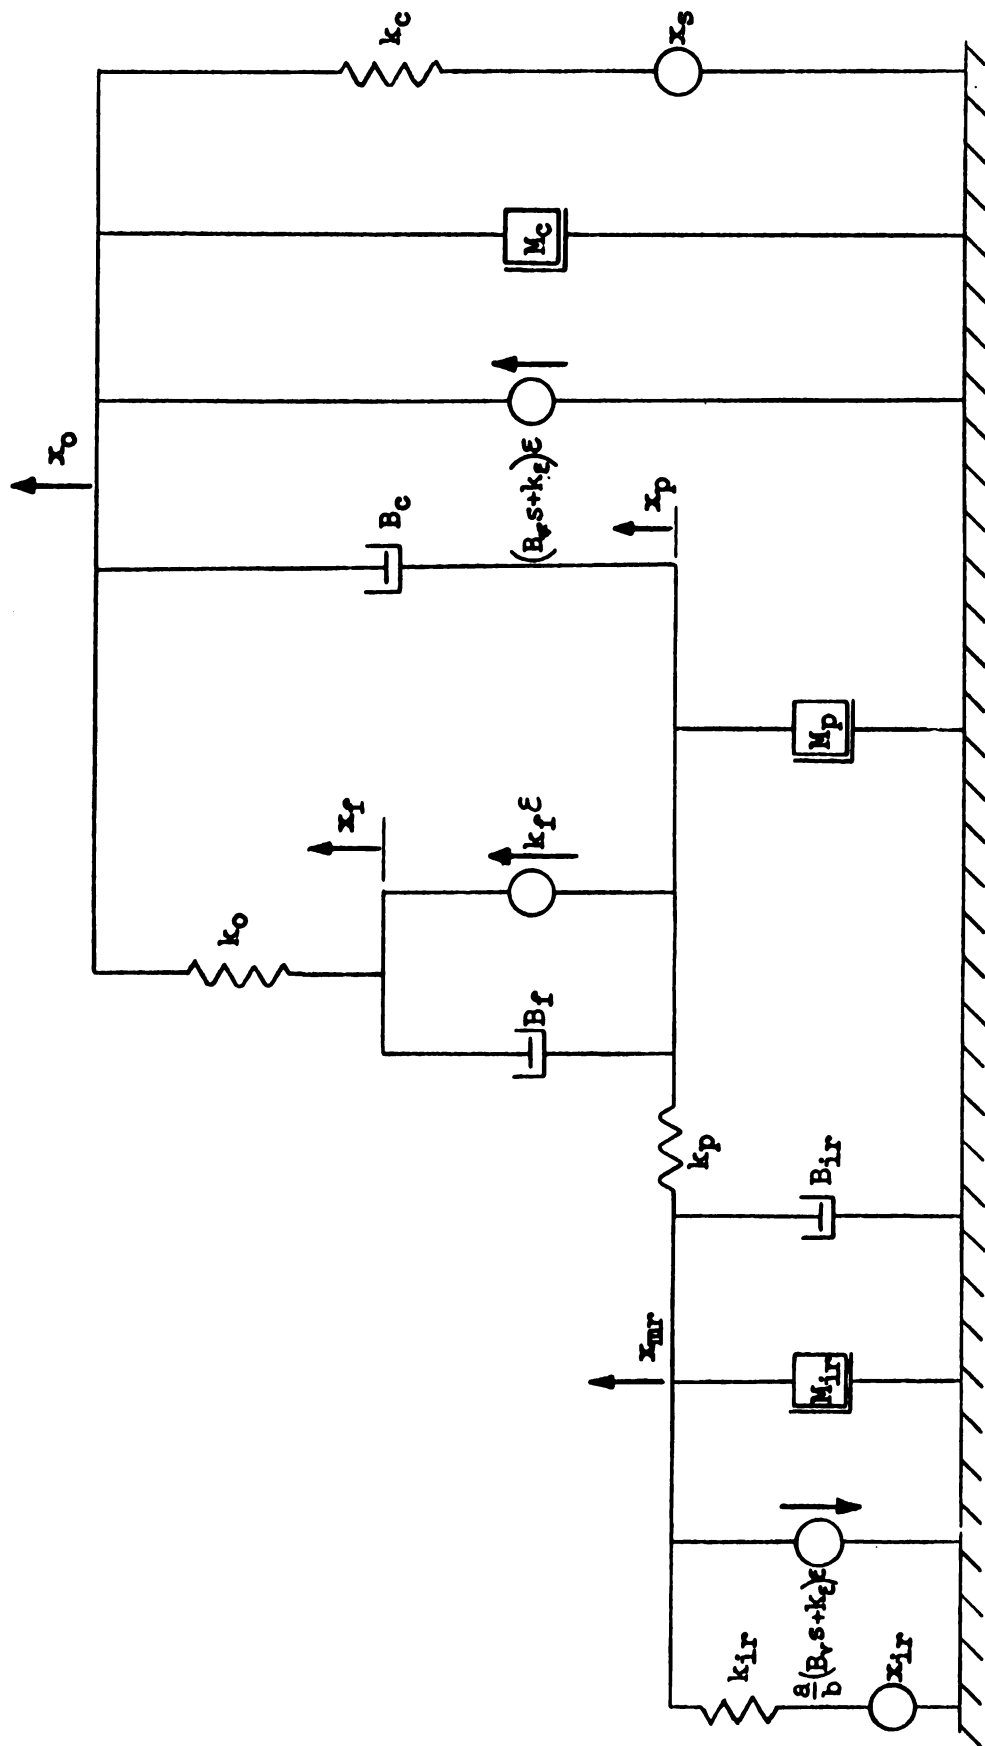 x_o
k_c
x_s
M_c
(B_v s+k_ε)ε
B_c
x_p
M_p
x_f
k_f ε
k_o
B_f
k_p
B_ir
x_mr
M_ir
a/b (B_v s+k_ε)ε
k_ir
x_ir